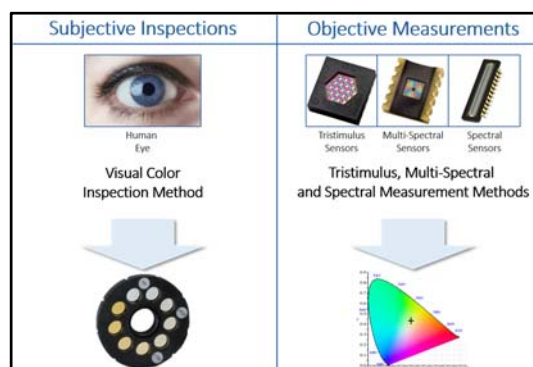 Subjective Inspections
Objective Measurements
Human
Eye
Tristimulus
Sensors
Multi-Spectral
Sensors
Spectral
Sensors
Visual Color
Inspection Method
Tristimulus, Multi-Spectral
and Spectral Measurement Methods